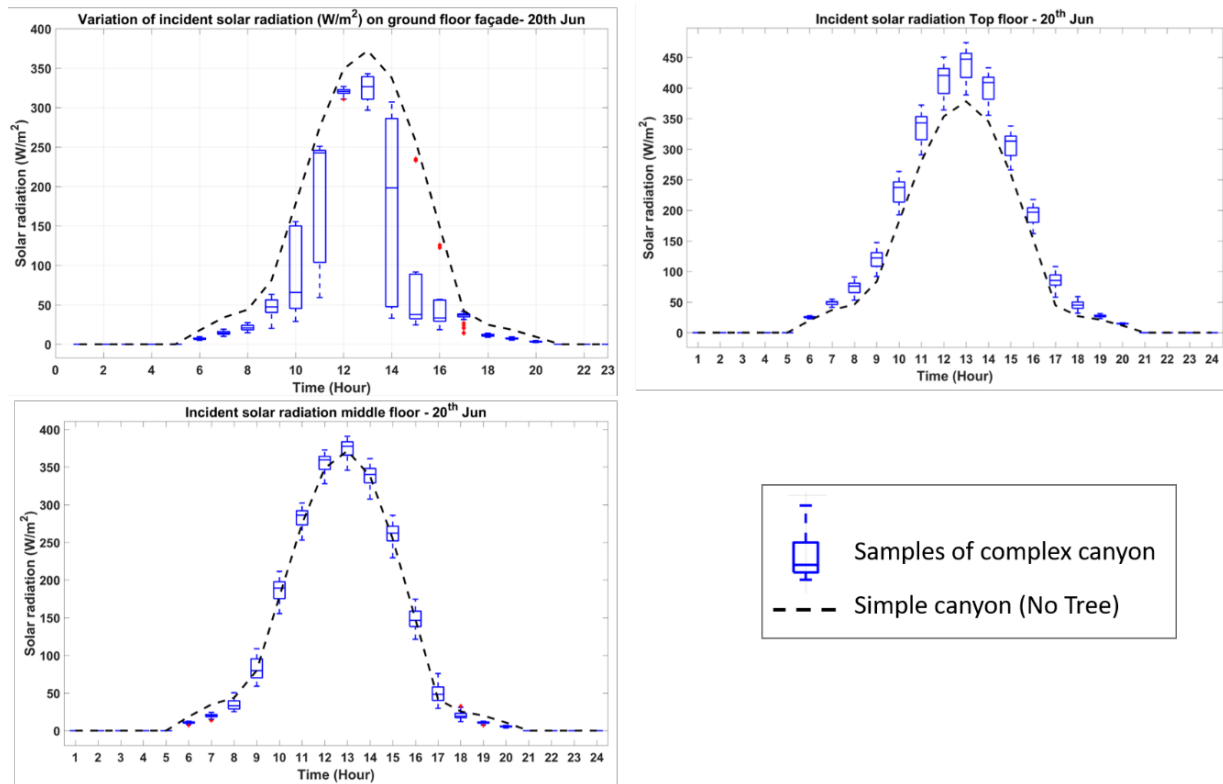 Variation of incident solar radiation (W/m²) on ground floor façade- 20th Jun
400
350
300
250
200
150
100
50
0
Solar radiation (W/m²)
0 2 4 6 8 10 12 14 16 18 20 22 23
Time (Hour)
Incident solar radiation Top floor - 20th Jun
450
400
350
300
250
200
150
100
50
0
Solar radiation (W/m²)
1 2 3 4 5 6 7 8 9 10 11 12 13 14 15 16 17 18 19 20 21 22 23 24
Time (Hour)
Incident solar radiation middle floor - 20th Jun
400
350
300
250
200
150
100
50
0
Solar radiation (W/m²)
1 2 3 4 5 6 7 8 9 10 11 12 13 14 15 16 17 18 19 20 21 22 23 24
Time (Hour)
Samples of complex canyon
Simple canyon (No Tree)